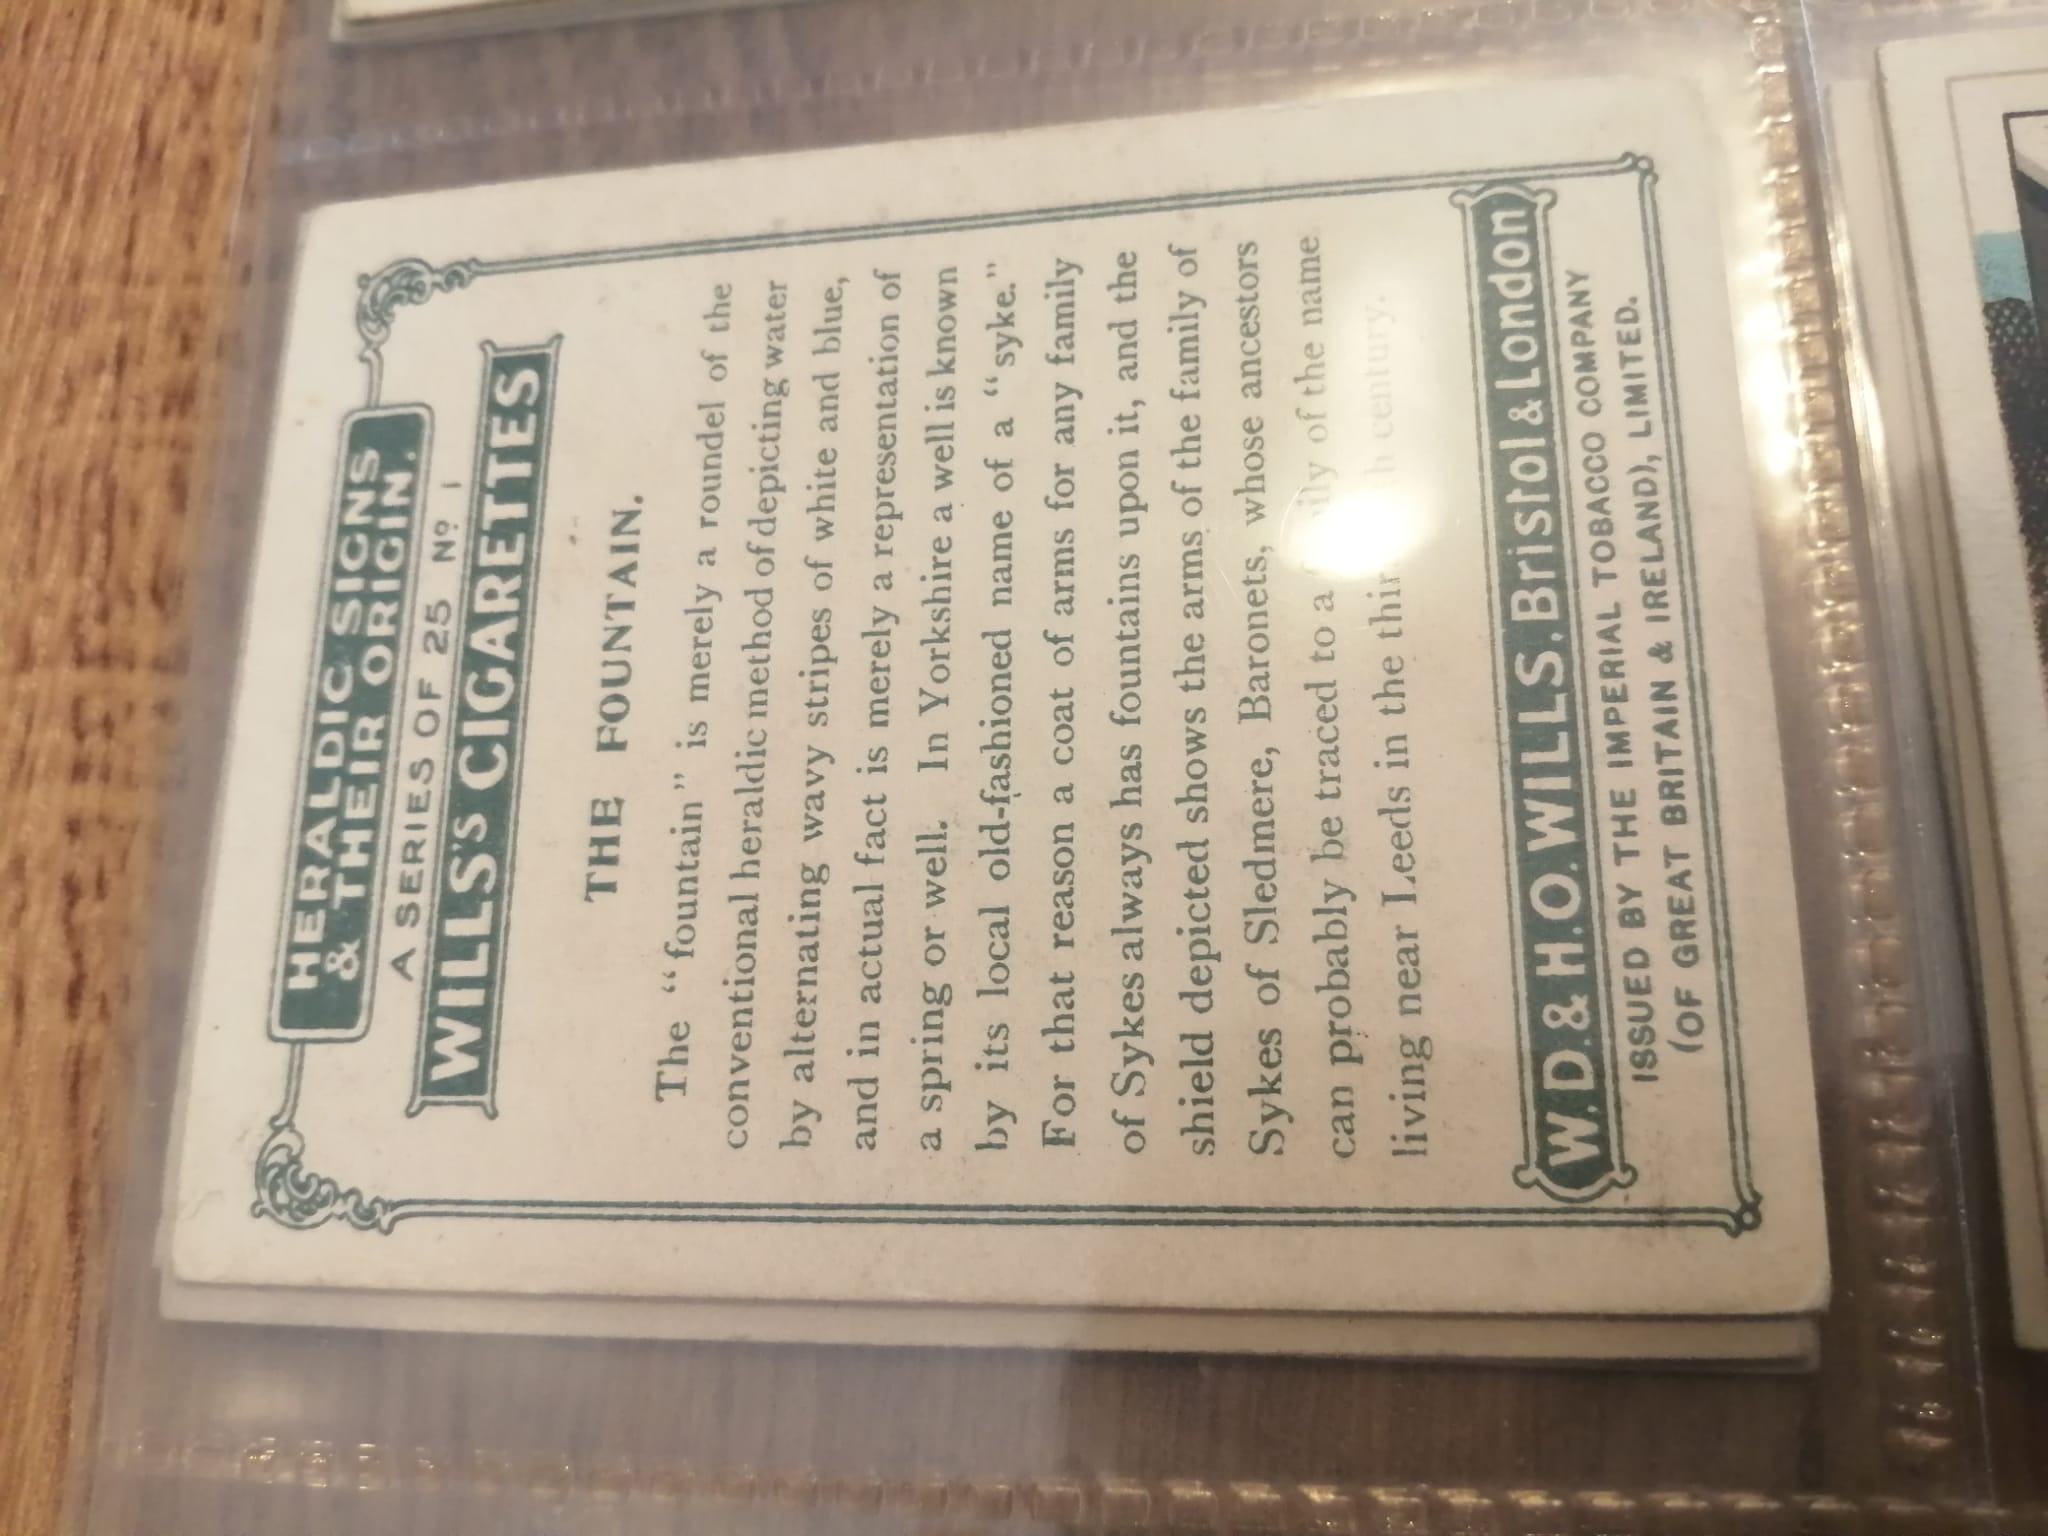 HERALDIC SIGNS
& THEIR ORIGIN.
A SERIES OF 25 Nº 1
WILLS'S CIGARETTES
THE FOUNTAIN.
The “fountain” is merely a roundel of the
conventional heraldic method of depicting water
by alternating wavy stripes of white and blue,
and in actual fact is merely a representation of
a spring or well. In Yorkshire a well is known
by its local old-fashioned name of a “syke.”
For that reason a coat of arms for any family
of Sykes always has fountains upon it, and the
shield depicted shows the arms of the family of
Sykes of Sledmere, Baronets, whose ancestors
can probably be traced to a family of the name
living near Leeds in the century.
W.D. & H.O. WILLS. Bristol & London
ISSUED BY THE IMPERIAL TOBACCO COMPANY
(OF GREAT BRITAIN & IRELAND), LIMITED.